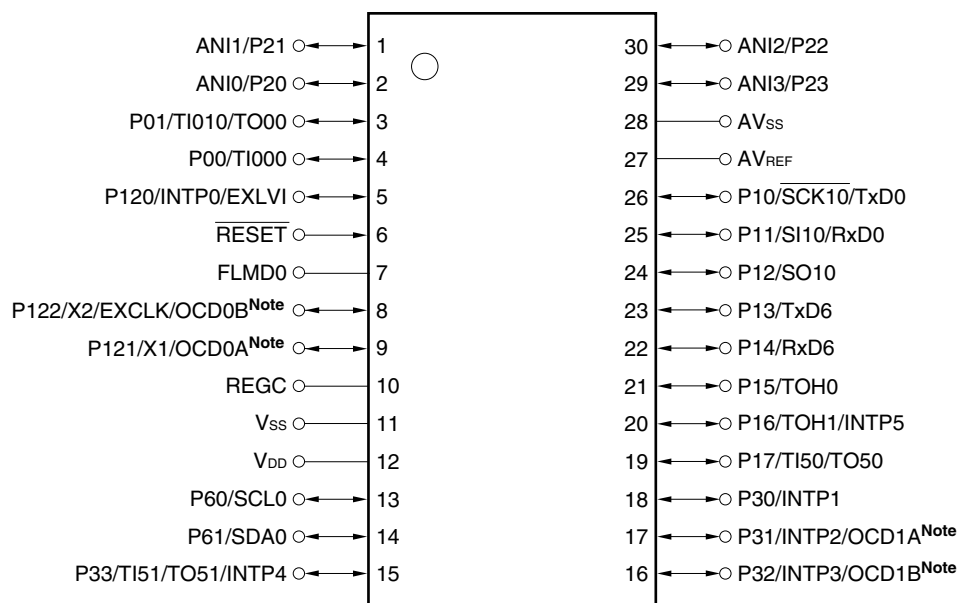 ANI1/P21 1 30 ANI2/P22
ANI0/P20 2 29 ANI3/P23
P01/TI010/TO00 3 28 AVSS
P00/TI000 4 27 AVREF
P120/INTP0/EXLVI 5 26 P10/SCK10/TxD0
RESET 6 25 P11/SI10/RxD0
FLMD0 7 24 P12/SO10
P122/X2/EXCLK/OCD0BNote 8 23 P13/TxD6
P121/X1/OCD0ANote 9 22 P14/RxD6
REGC 10 21 P15/TOH0
VSS 11 20 P16/TOH1/INTP5
VDD 12 19 P17/TI50/TO50
P60/SCL0 13 18 P30/INTP1
P61/SDA0 14 17 P31/INTP2/OCD1ANote
P33/TI51/TO51/INTP4 15 16 P32/INTP3/OCD1BNote